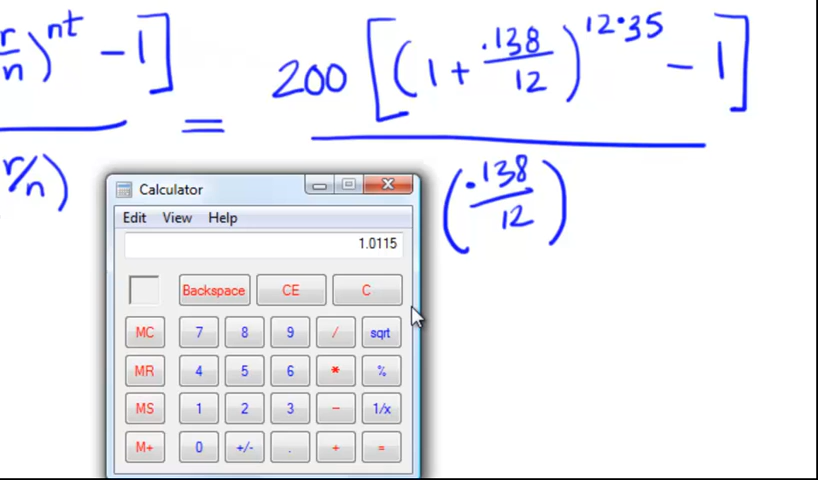 r/n)^nt - 1] = 200[(1 + .138/12)^12·35 - 1]
r/n) (.138/12)
Calculator
Edit View Help
1.0115
Backspace CE C
MC 7 8 9 / sqrt
MR 4 5 6 * %
MS 1 2 3 - 1/x
M+ 0 +/- . + =